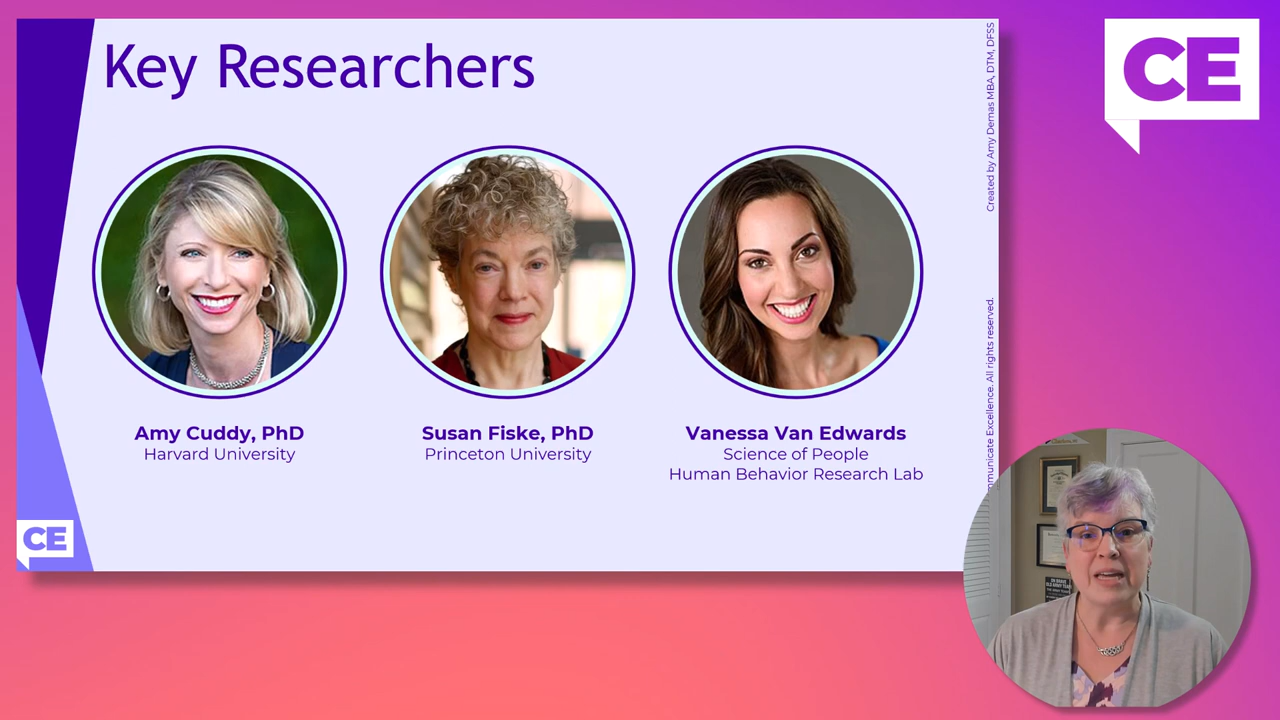 Key Researchers
Amy Cuddy, PhD
Harvard University
Susan Fiske, PhD
Princeton University
Vanessa Van Edwards
Science of People
Human Behavior Research Lab
Created by Amy Demas MBA, DTM, DFSS
Excellence. All rights reserved.
CE
CE